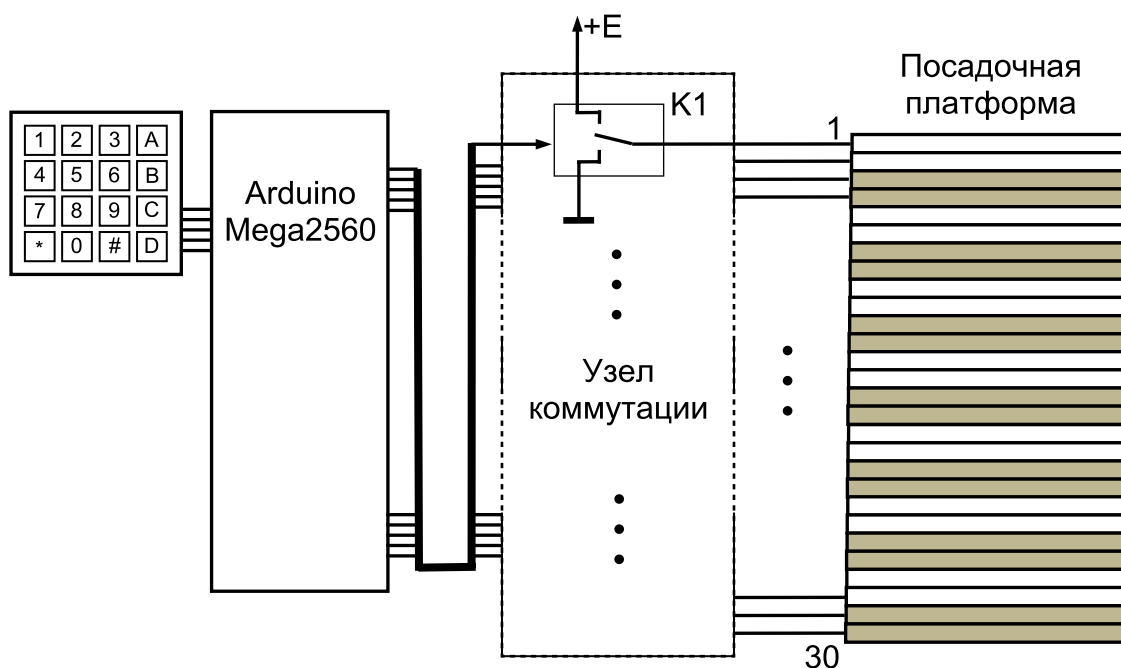 +E
Посадочная
платформа
K1
1
1 2 3 A
4 5 6 B
7 8 9 C
* 0 # D
Arduino
Mega2560
Узел
коммутации
30